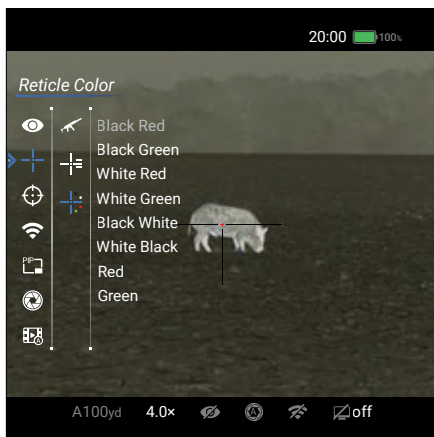 20:00 100%
Reticle Color
Black Red
Black Green
White Red
White Green
Black White
White Black
Red
Green
PIP
A100yd 4.0× A off